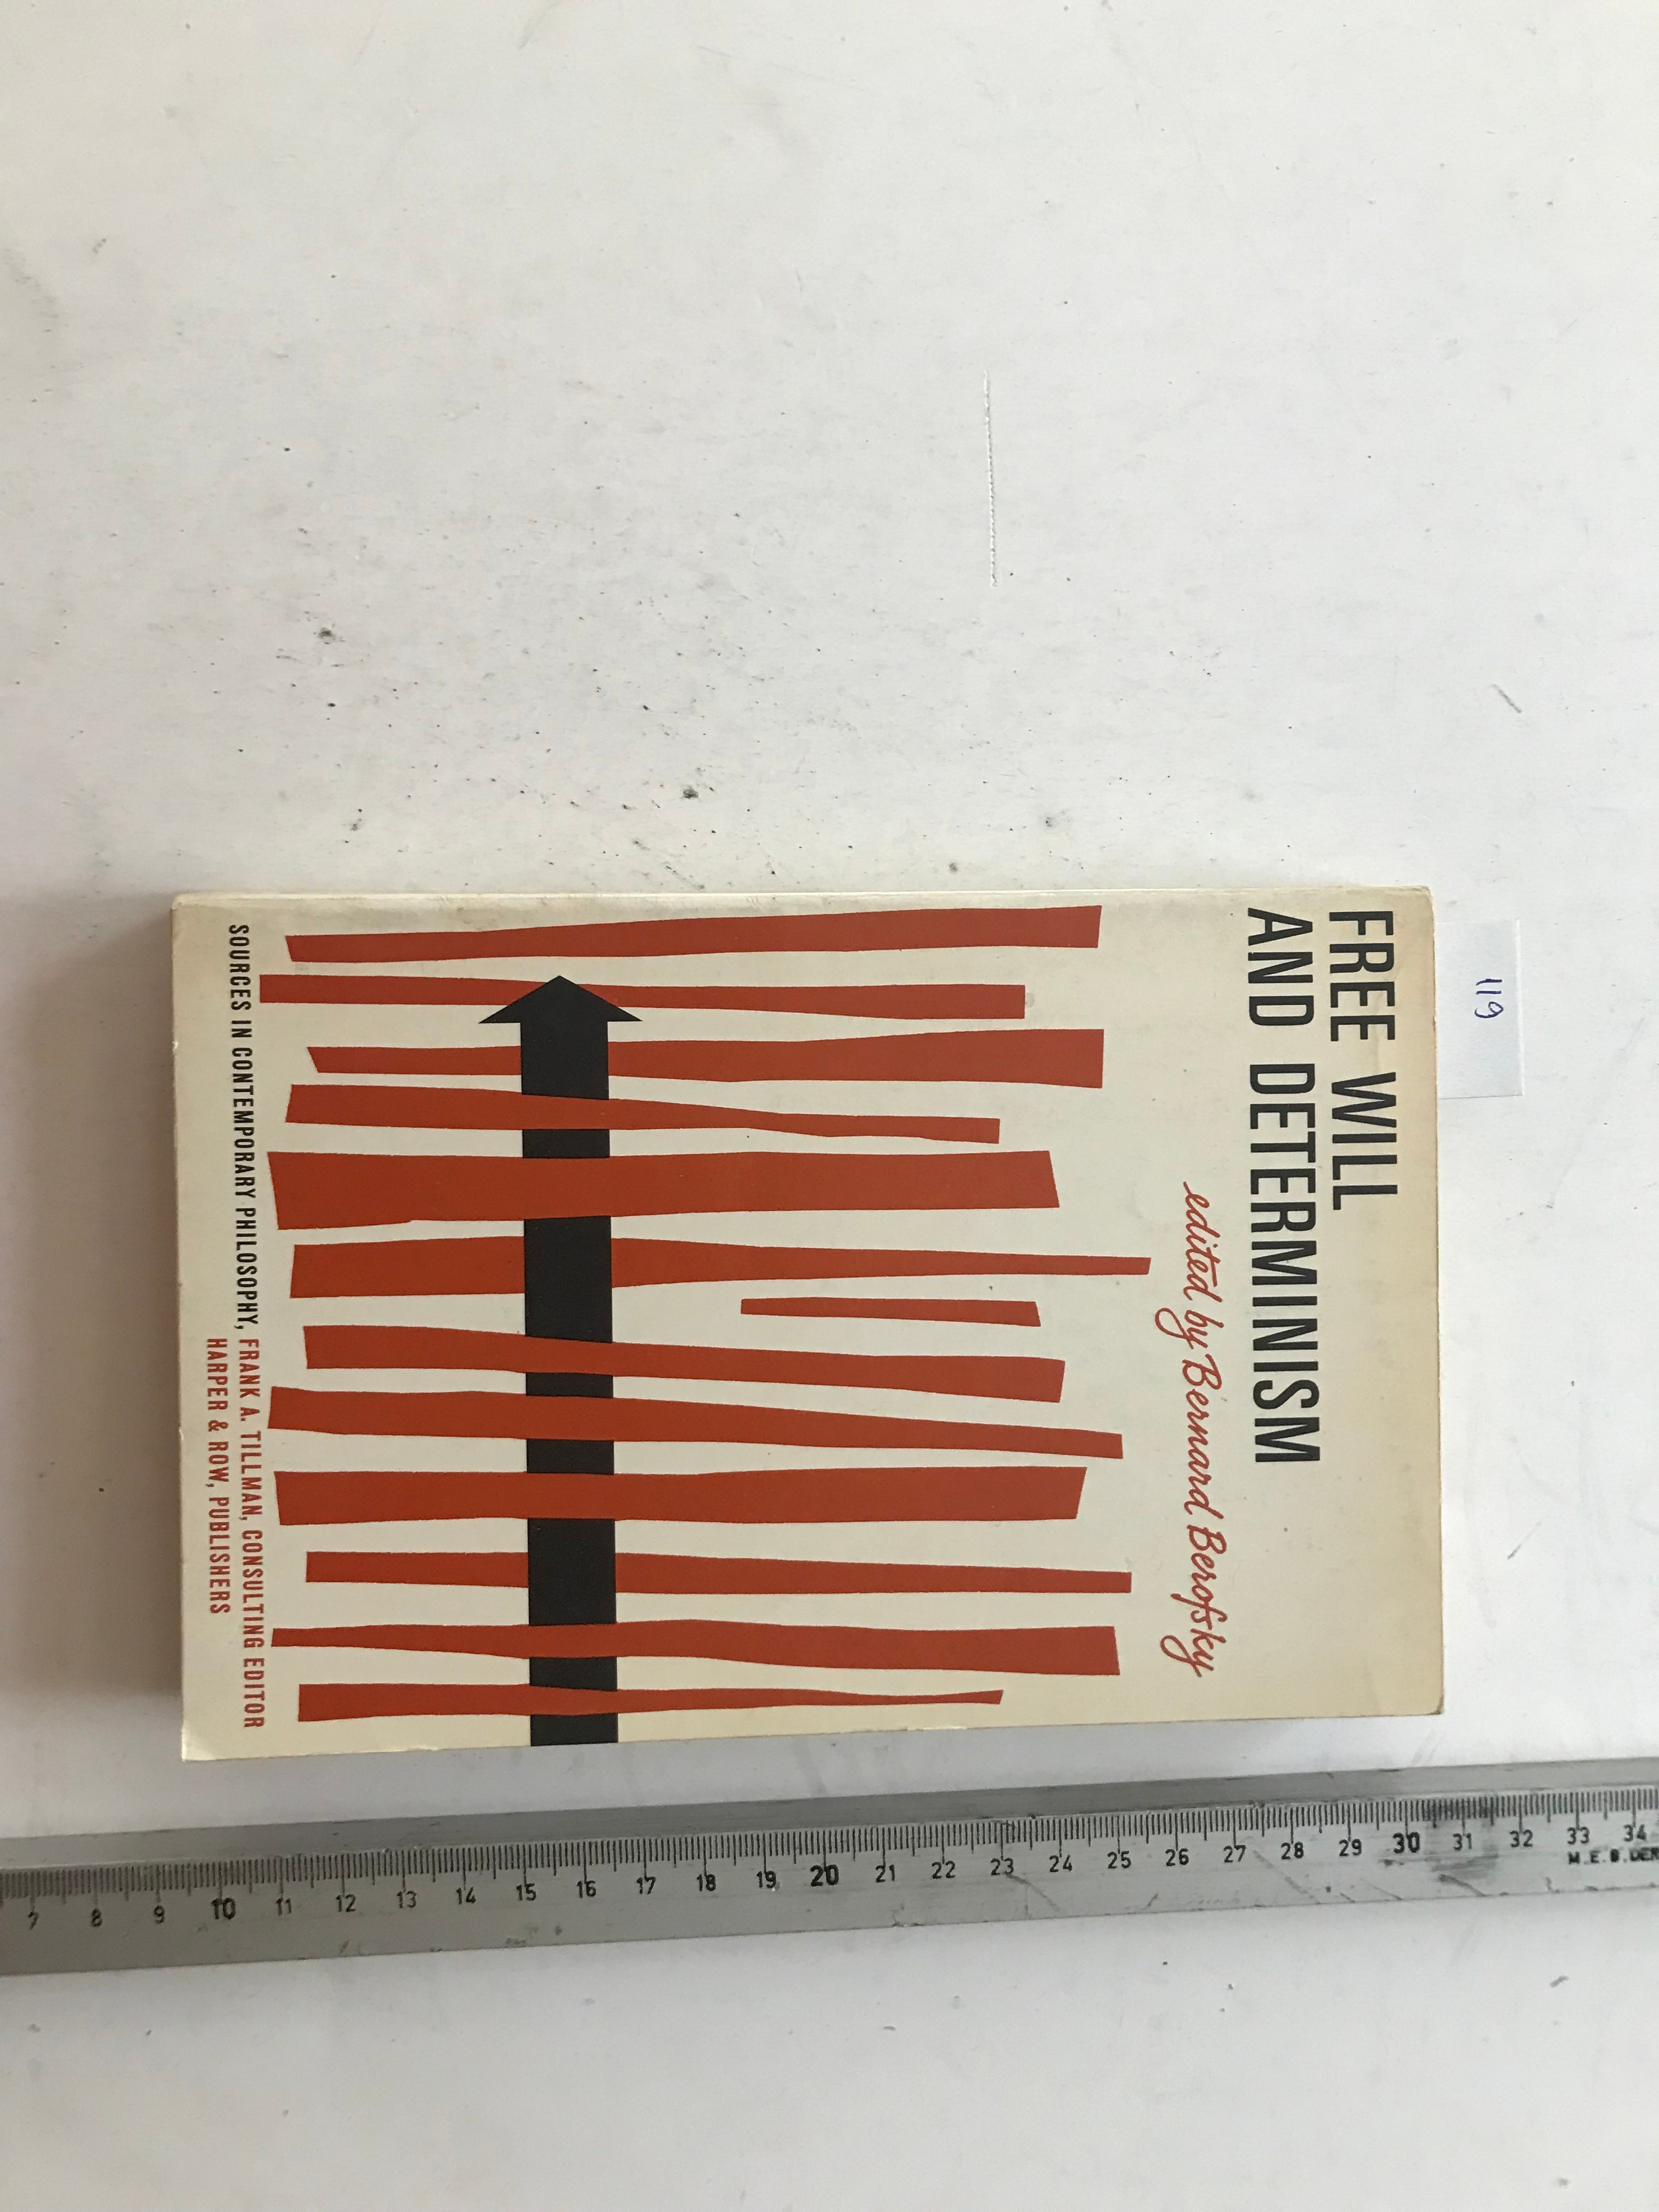 119
FREE WILL
AND DETERMINISM
edited by Bernard Berofsky
SOURCES IN CONTEMPORARY PHILOSOPHY, FRANK A. TILLMAN, CONSULTING EDITOR
HARPER & ROW, PUBLISHERS
7 8 9 10 11 12 13 14 15 16 17 18 19 20 21 22 23 24 25 26 27 28 29 30 31 32 33 34
M.E.B.